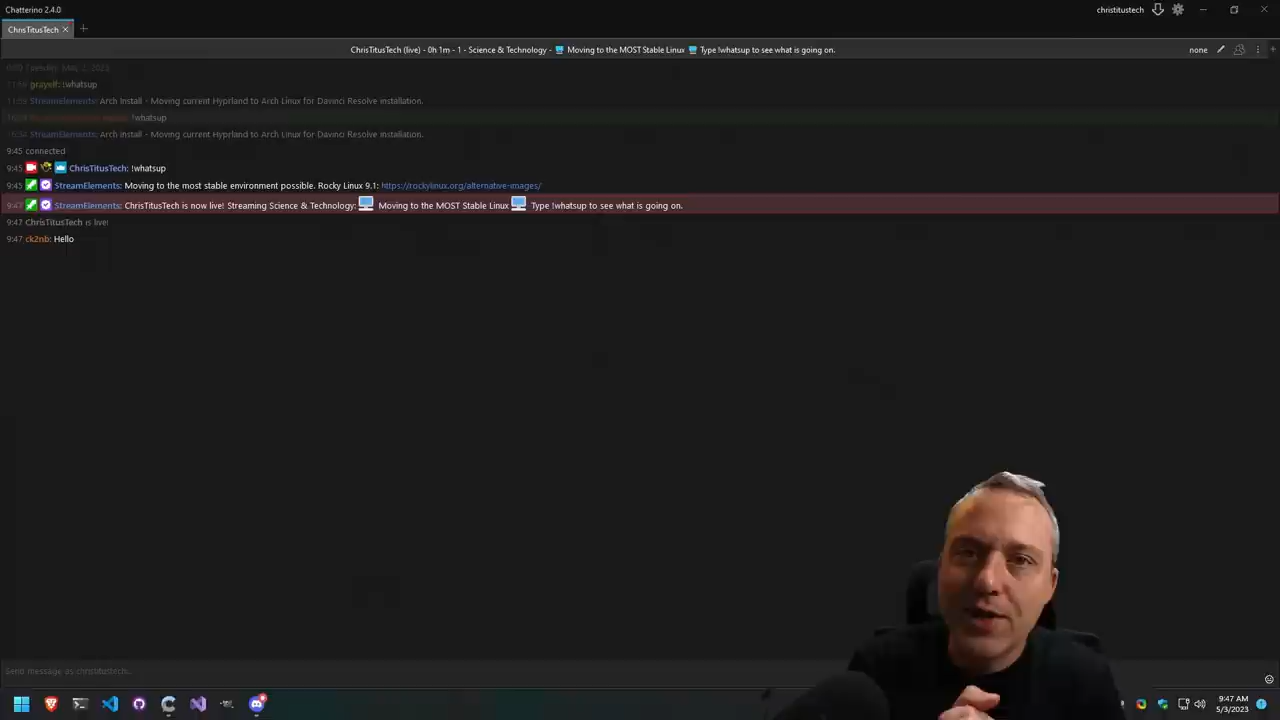 Chatterino 2.4.0
christitustech
ChrisTitusTech
ChrisTitusTech (live) - 0h 1m - 1 - Science & Technology - Moving to the MOST Stable Linux Type !whatsup to see what is going on.
none
grayelf: !whatsup
StreamElements: Arch Install - Moving current Hyprland to Arch Linux for Davinci Resolve installation.
!whatsup
StreamElements: Arch install - Moving current Hyprland to Arch Linux for Davinci Resolve installation.
9:45 connected
9:45 ChrisTitusTech: !whatsup
9:45 StreamElements: Moving to the most stable environment possible. Rocky Linux 9.1: https://rockylinux.org/alternative-images/
9:47 StreamElements: ChrisTitusTech is now live! Streaming Science & Technology: Moving to the MOST Stable Linux Type !whatsup to see what is going on.
9:47 ChrisTitusTech is live!
9:47 ck2nb: Hello
Send message as christitustech...
9:47 AM
5/3/2023